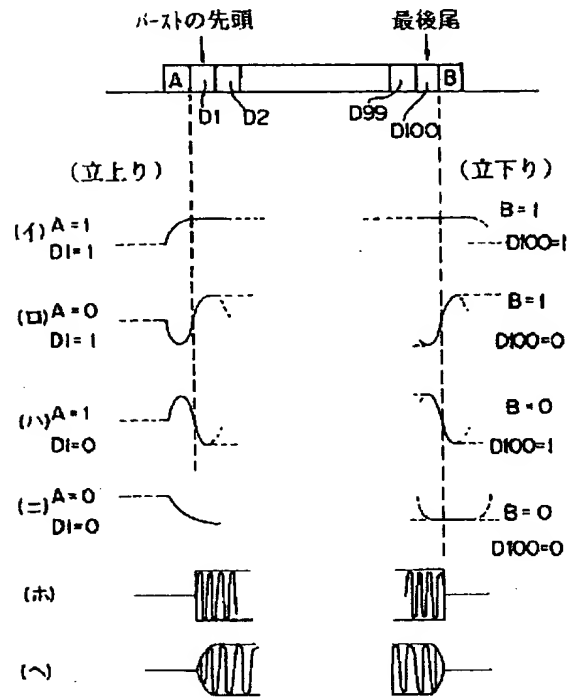 バーストの先頭 最後尾
A B
D1 D2 D99 D100
(立上り) (立下り)
(イ) A=1 B=1
D1=1 D100=1
(ロ) A=0 B=1
D1=1 D100=0
(ハ) A=1 B=0
D1=0 D100=1
(ニ) A=0 B=0
D1=0 D100=0
(ホ)
(ヘ)